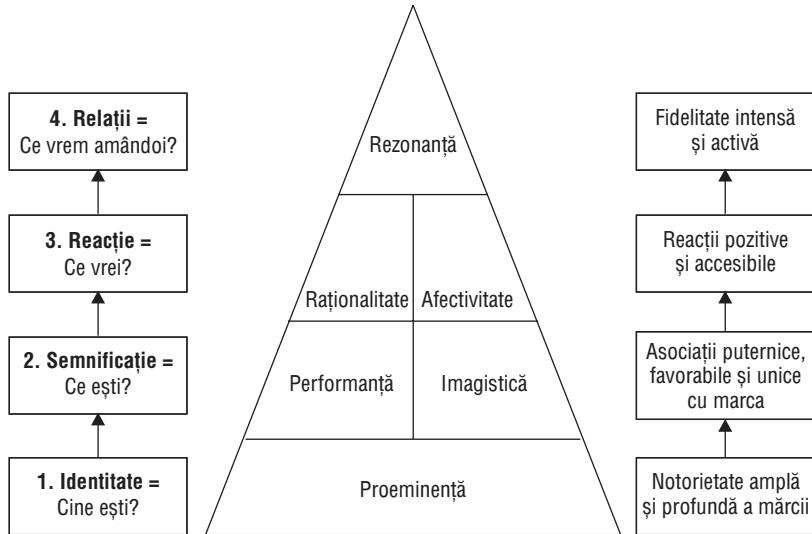 4. Relații =
Ce vrem amândoi?
3. Reacție =
Ce vrei?
2. Semnificație =
Ce ești?
1. Identitate =
Cine ești?
Rezonanță
Raționalitate
Afectivitate
Performanță
Imagistică
Proeminență
Fidelitate intensă
și activă
Reacții pozitive
și accesibile
Asociații puternice,
favorabile și unice
cu marca
Notorietate amplă
și profundă a mărcii